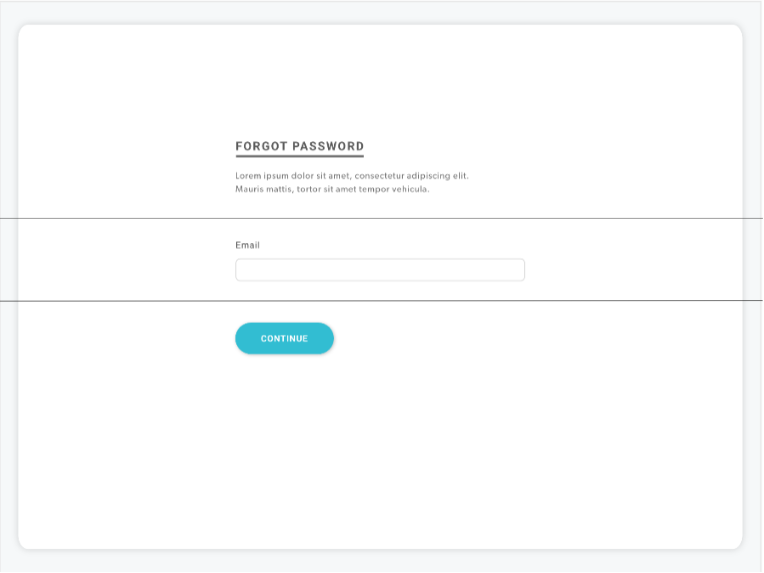 FORGOT PASSWORD
Lorem ipsum dolor sit amet, consectetur adipiscing elit.
Mauris mattis, tortor sit amet tempor vehicula.
Email
CONTINUE